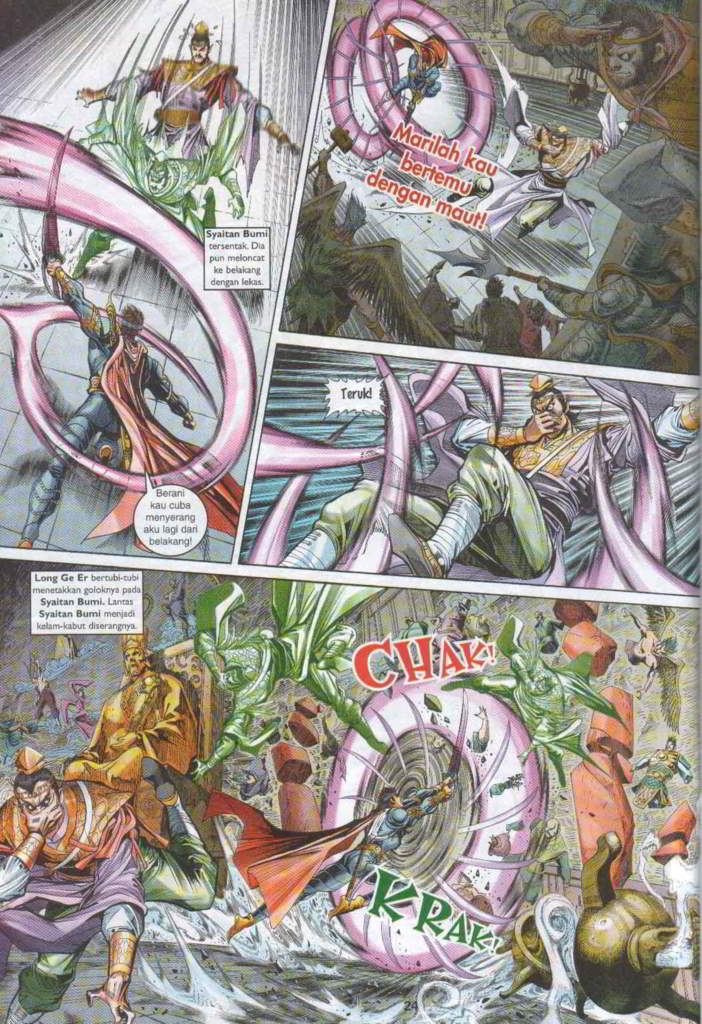 Syaitan Bumi
tersentak. Dia
pun meloncat
ke belakang
dengan lekas.
Berani
kau cuba
menyerang
aku lagi dari
belakang!
Marilah kau
bertemu
dengan maut!
Teruk!
Long Ge Er bertubi-tubi
menetakkan goloknya pada
Syaitan Bumi. Lantas
Syaitan Bumi menjadi
kelam-kabut diserangnya.
CHAK!
KRAK!
24